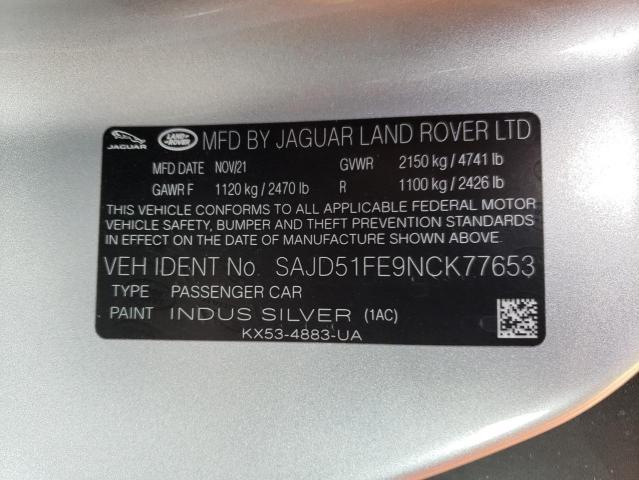 JAGUAR LAND ROVER MFD BY JAGUAR LAND ROVER LTD
MFD DATE NOV/21 GVWR 2150 kg / 4741 lb
GAWR F 1120 kg / 2470 lb R 1100 kg / 2426 lb
THIS VEHICLE CONFORMS TO ALL APPLICABLE FEDERAL MOTOR
VEHICLE SAFETY, BUMPER AND THEFT PREVENTION STANDARDS
IN EFFECT ON THE DATE OF MANUFACTURE SHOWN ABOVE
VEH IDENT No. SAJD51FE9NCK77653
TYPE PASSENGER CAR
PAINT INDUS SILVER (1AC)
KX53-4883-UA